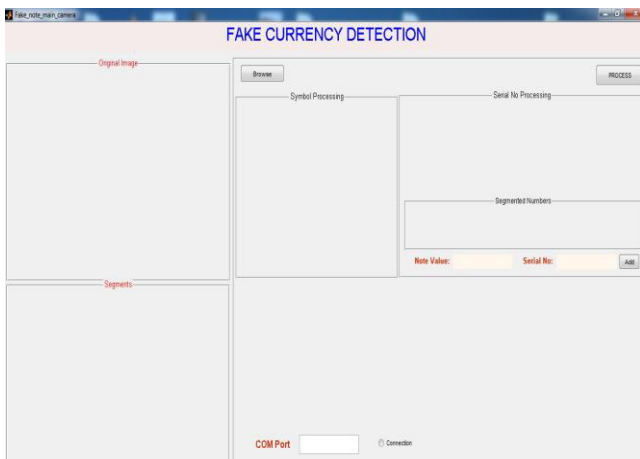 Fake_note_main_camera
FAKE CURRENCY DETECTION
Original Image
Browse
PROCESS
Symbol Processing
Serial No Processing
Segmented Numbers
Note Value:
Serial No:
Add
Segments
COM Port
Connection